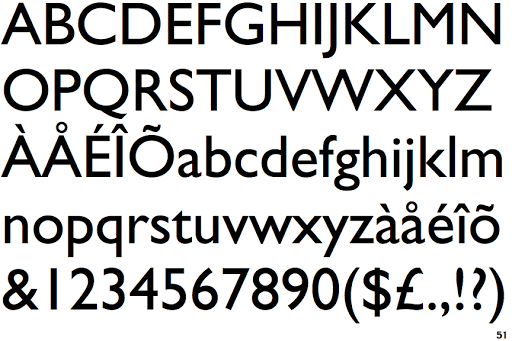 ABCDEFGHIJKLMN
OPQRSTUVWXYZ
ÀÅÉÎÕabcdefghijklm
nopqrstuvwxyzàåéîõ
&1234567890($£.,!?)
51